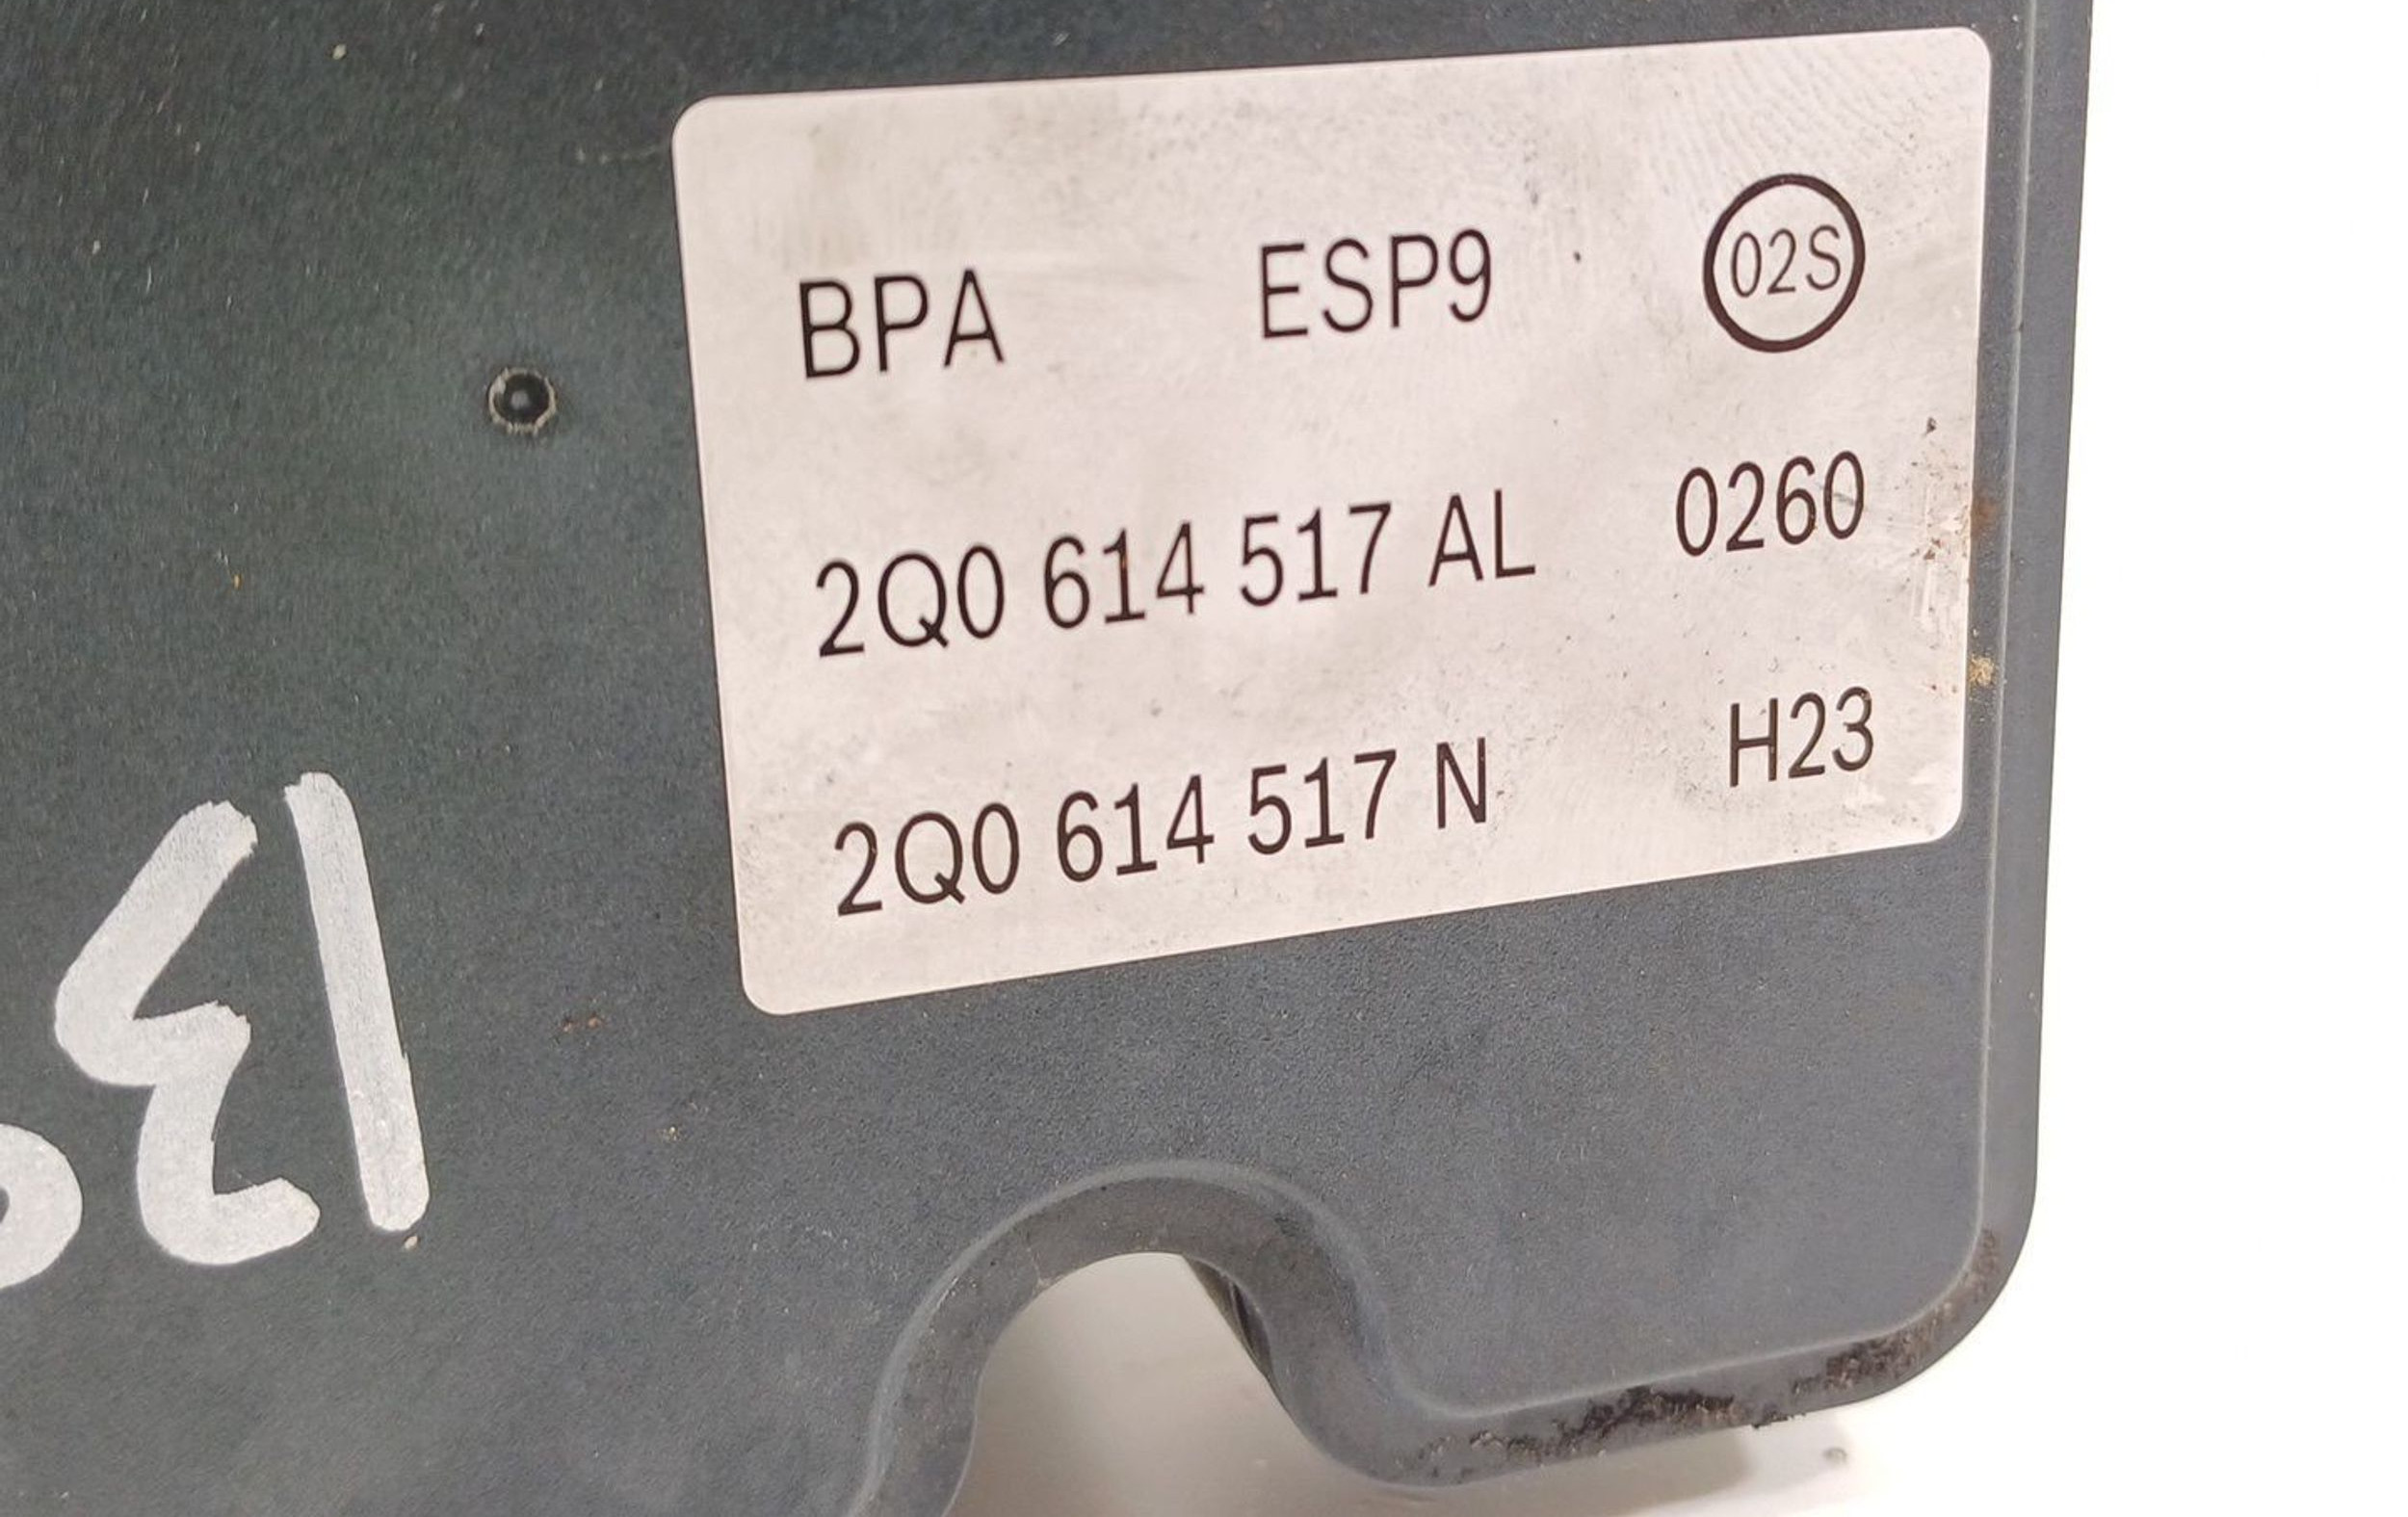 BPA ESP9 02S
2Q0 614 517 AL 0260
2Q0 614 517 N H23